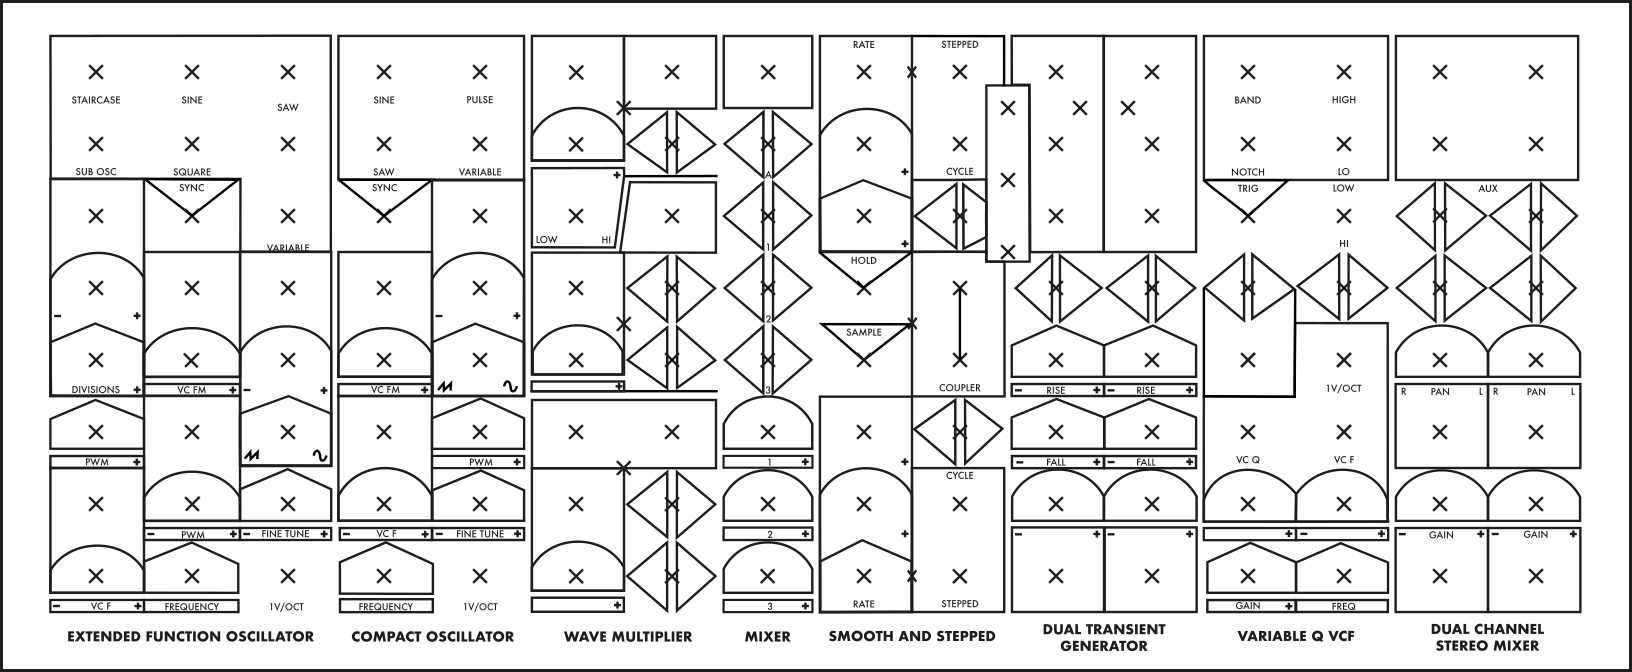 RATE STEPPED
STAIRCASE SINE SAW SINE PULSE BAND HIGH
SUB OSC SQUARE SAW VARIABLE A CYCLE NOTCH LO
SYNC SYNC TRIG LOW AUX
VARIABLE LOW HI 1 HI
HOLD
- + - + 2
SAMPLE
DIVISIONS + - VC FM + - + VC FM + + 3 COUPLER - RISE + - RISE + 1V/OCT R PAN L R PAN L
PWM + PWM + 1 + + - FALL + - FALL + VC Q VC F
CYCLE
- PWM + - FINE TUNE + - VC F + - FINE TUNE + 2 + + - + - + + - + - GAIN + - GAIN +
- VC F + FREQUENCY 1V/OCT FREQUENCY 1V/OCT + 3 + RATE STEPPED GAIN + FREQ
EXTENDED FUNCTION OSCILLATOR COMPACT OSCILLATOR WAVE MULTIPLIER MIXER SMOOTH AND STEPPED DUAL TRANSIENT
GENERATOR VARIABLE Q VCF DUAL CHANNEL
STEREO MIXER